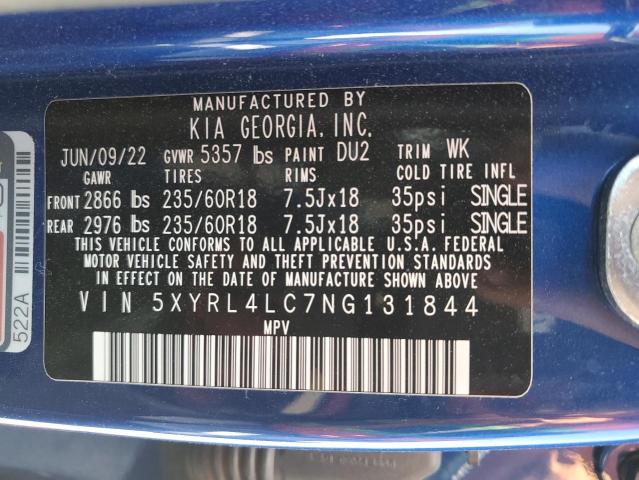 MANUFACTURED BY
KIA GEORGIA. INC.
JUN/09/22 GVWR 5357 lbs PAINT DU2 TRIM WK
GAWR TIRES RIMS COLD TIRE INFL
FRONT 2866 lbs 235/60R18 7.5Jx18 35psi SINGLE
REAR 2976 lbs 235/60R18 7.5Jx18 35psi SINGLE
THIS VEHICLE CONFORMS TO ALL APPLICABLE U.S.A. FEDERAL
MOTOR VEHICLE SAFETY AND THEFT PREVENTION STANDARDS
IN EFFECT ON THE DATE OF MANUFACTURE SHOWN ABOVE.
VIN 5XYRL4LC7NG131844
MPV
522A